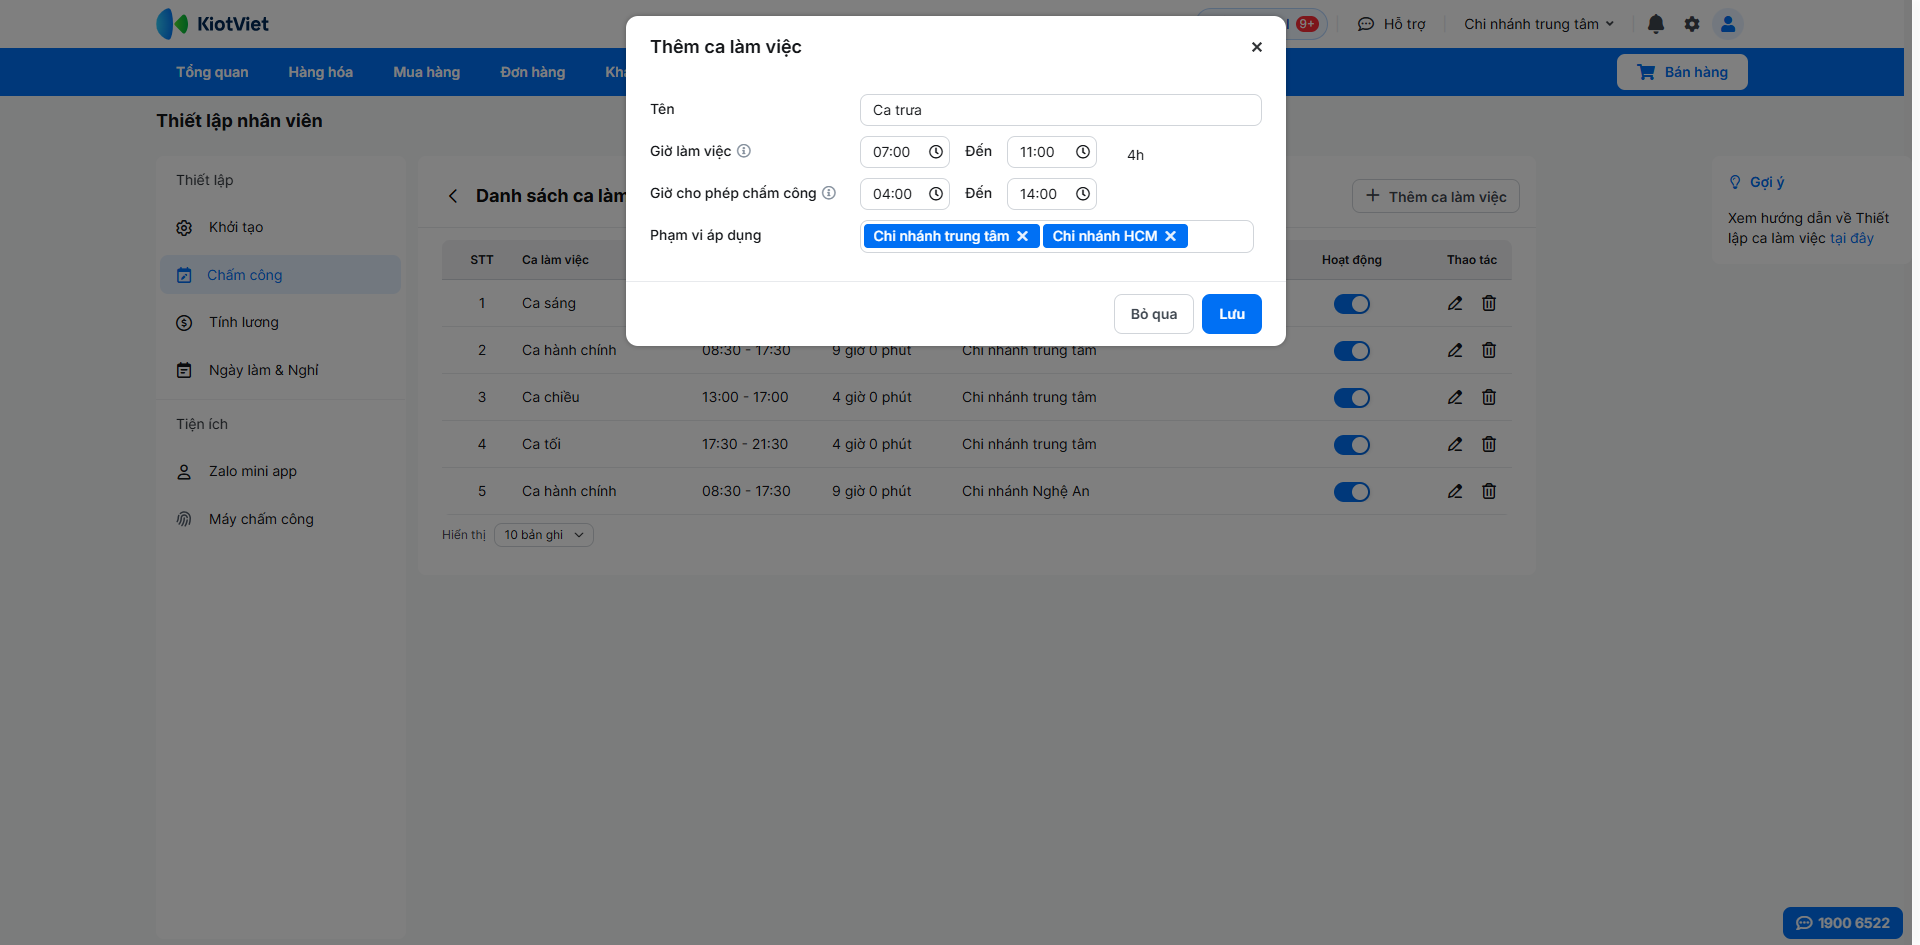 KiotViet
9+
Hỗ trợ
Chi nhánh trung tâm
Tổng quan
Hàng hóa
Mua hàng
Đơn hàng
Bán hàng
Thiết lập nhân viên
Thêm ca làm việc
Tên
Ca trưa
Giờ làm việc
07:00
Đến
11:00
4h
Giờ cho phép chấm công
04:00
Đến
14:00
Phạm vi áp dụng
Chi nhánh trung tâm
Chi nhánh HCM
Bỏ qua
Lưu
Thiết lập
Khởi tạo
Chấm công
Tính lương
Ngày làm & Nghỉ
Tiện ích
Zalo mini app
Máy chấm công
Danh sách ca làm
Thêm ca làm việc
STT
Ca làm việc
Hoạt động
Thao tác
1
Ca sáng
2
Ca hành chính
08:30 - 17:30
9 giờ 0 phút
Chi nhánh trung tâm
3
Ca chiều
13:00 - 17:00
4 giờ 0 phút
Chi nhánh trung tâm
4
Ca tối
17:30 - 21:30
4 giờ 0 phút
Chi nhánh trung tâm
5
Ca hành chính
08:30 - 17:30
9 giờ 0 phút
Chi nhánh Nghệ An
Hiển thị
10 bản ghi
Gợi ý
Xem hướng dẫn về Thiết
lập ca làm việc tại đây
1900 6522